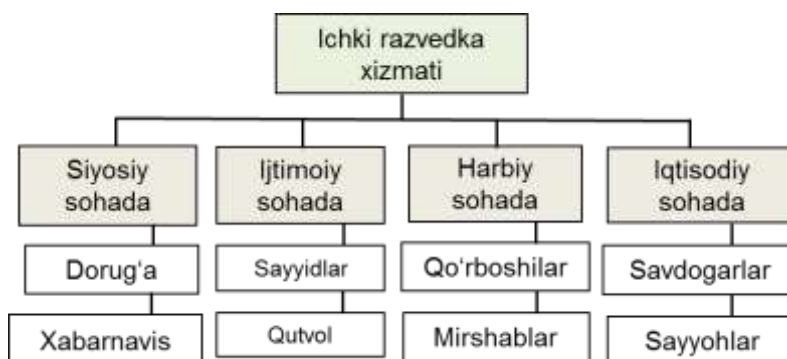 Ichki razvedka
xizmati
Siyosiy
sohada
Ijtimoiy
sohada
Harbiy
sohada
Iqtisodiy
sohada
Dorug‘a
Sayyidlar
Qo‘rboshilar
Savdogarlar
Xabarnavis
Qutvol
Mirshablar
Sayyohlar